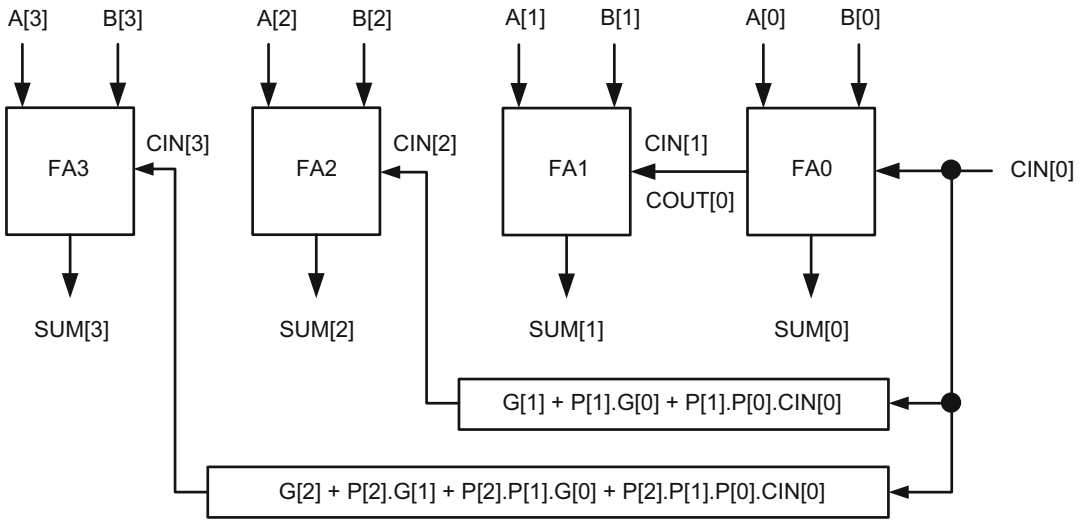 A[3] B[3] A[2] B[2] A[1] B[1] A[0] B[0]
CIN[3] CIN[2] CIN[1]
FA3 FA2 FA1 FA0 CIN[0]
COUT[0]
SUM[3] SUM[2] SUM[1] SUM[0]
G[1] + P[1].G[0] + P[1].P[0].CIN[0]
G[2] + P[2].G[1] + P[2].P[1].G[0] + P[2].P[1].P[0].CIN[0]